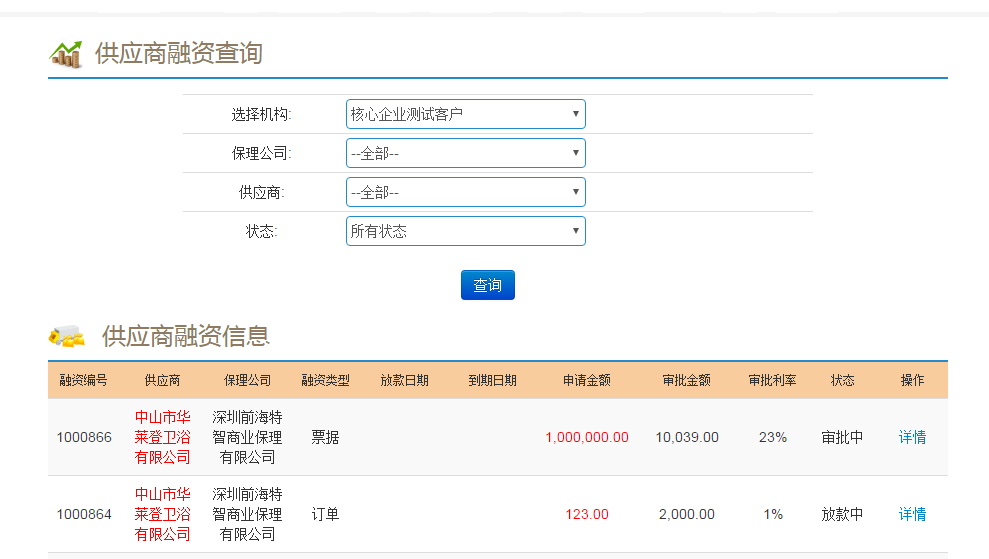 供应商融资查询
选择机构: 核心企业测试客户
保理公司: --全部--
供应商: --全部--
状态: 所有状态
查询
供应商融资信息
融资编号 供应商 保理公司 融资类型 放款日期 到期日期 申请金额 审批金额 审批利率 状态 操作
中山市华 深圳前海特
1000866 莱登卫浴 智商业保理 票据 1,000,000.00 10,039.00 23% 审批中 详情
有限公司 有限公司
中山市华 深圳前海特
1000864 莱登卫浴 智商业保理 订单 123.00 2,000.00 1% 放款中 详情
有限公司 有限公司